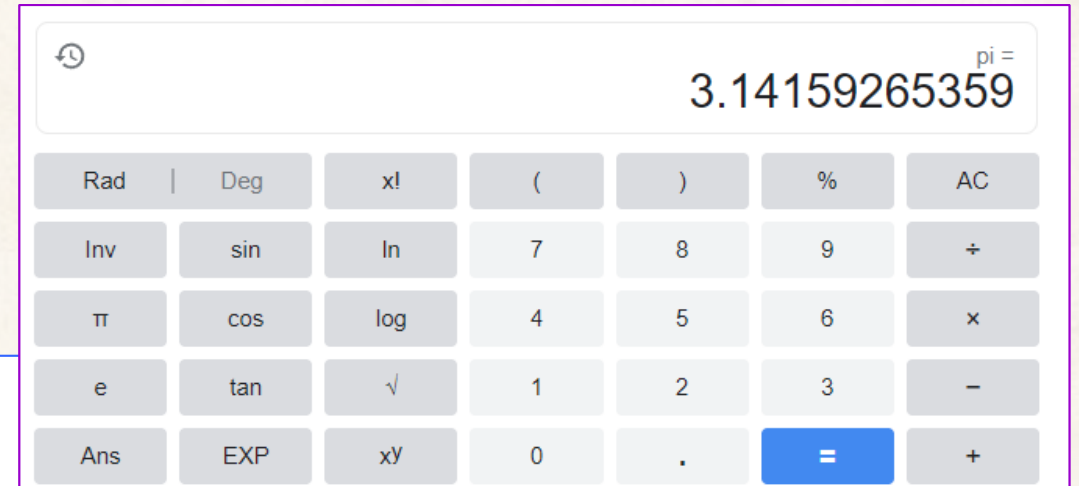 pi =
3.14159265359
Rad | Deg x! ( ) % AC
Inv sin ln 7 8 9 ÷
π cos log 4 5 6 ×
e tan √ 1 2 3 −
Ans EXP xʸ 0 . = +